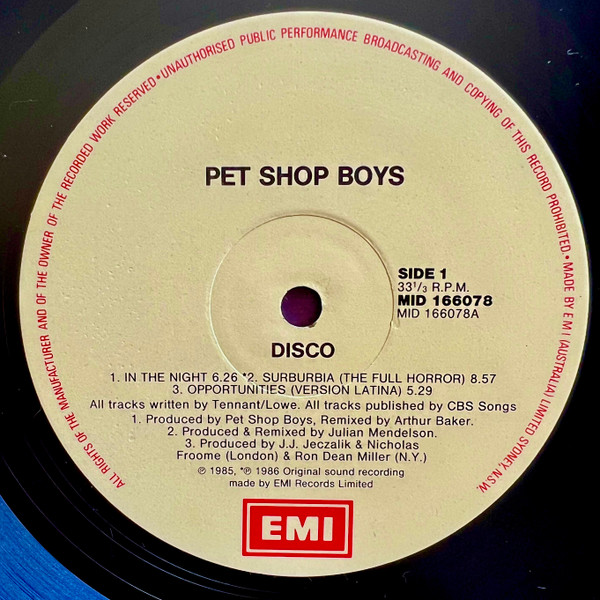 ALL RIGHTS OF THE MANUFACTURER AND OF THE OWNER OF THE RECORDED WORK RESERVED • UNAUTHORISED PUBLIC PERFORMANCE BROADCASTING AND COPYING OF THIS RECORD PROHIBITED. • MADE BY EMI (AUSTRALIA) LIMITED SYDNEY, N.S.W.
PET SHOP BOYS
SIDE 1
33 1/3 R.P.M.
MID 166078
MID 166078A
DISCO
1. IN THE NIGHT 6.26 *2. SURBURBIA (THE FULL HORROR) 8.57
3. OPPORTUNITIES (VERSION LATINA) 5.29
All tracks written by Tennant/Lowe. All tracks published by CBS Songs
1. Produced by Pet Shop Boys, Remixed by Arthur Baker.
2. Produced & Remixed by Julian Mendelson.
3. Produced by J.J. Jeczalik & Nicholas
Froome (London) & Ron Dean Miller (N.Y.)
℗ 1985, *℗ 1986 Original sound recording
made by EMI Records Limited
EMI